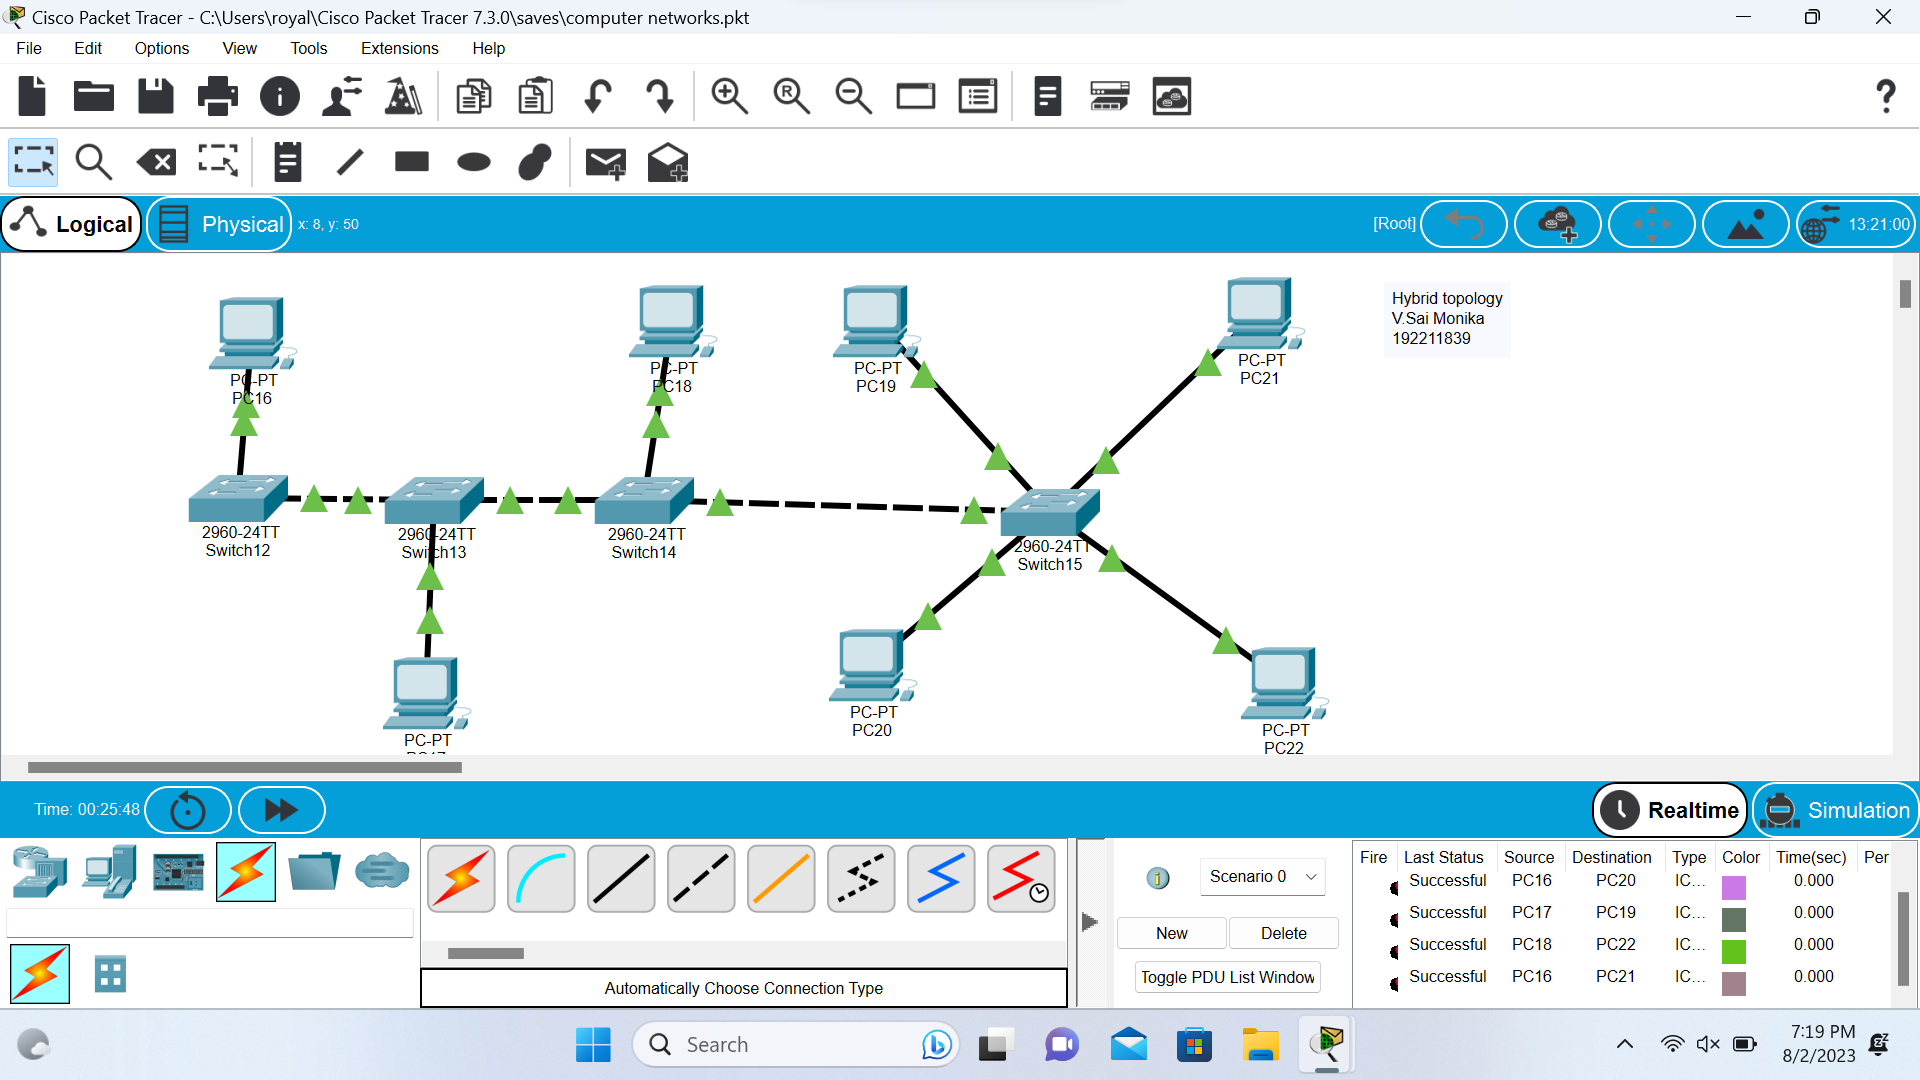 Cisco Packet Tracer - C:\Users\royal\Cisco Packet Tracer 7.3.0\saves\computer networks.pkt
File Edit Options View Tools Extensions Help
Logical Physical x: 8, y: 50 [Root] 13:21:00
Hybrid topology
V.Sai Monika
192211839
PC-PT
PC16
PC-PT
PC18
PC-PT
PC19
PC-PT
PC21
2960-24TT
Switch12
2960-24TT
Switch13
2960-24TT
Switch14
2960-24TT
Switch15
PC-PT
PC-PT
PC20
PC-PT
PC22
Time: 00:25:48 Realtime Simulation
Scenario 0
New Delete
Toggle PDU List Window
Automatically Choose Connection Type
Fire Last Status Source Destination Type Color Time(sec) Per
Successful PC16 PC20 IC... 0.000
Successful PC17 PC19 IC... 0.000
Successful PC18 PC22 IC... 0.000
Successful PC16 PC21 IC... 0.000
Search
7:19 PM
8/2/2023